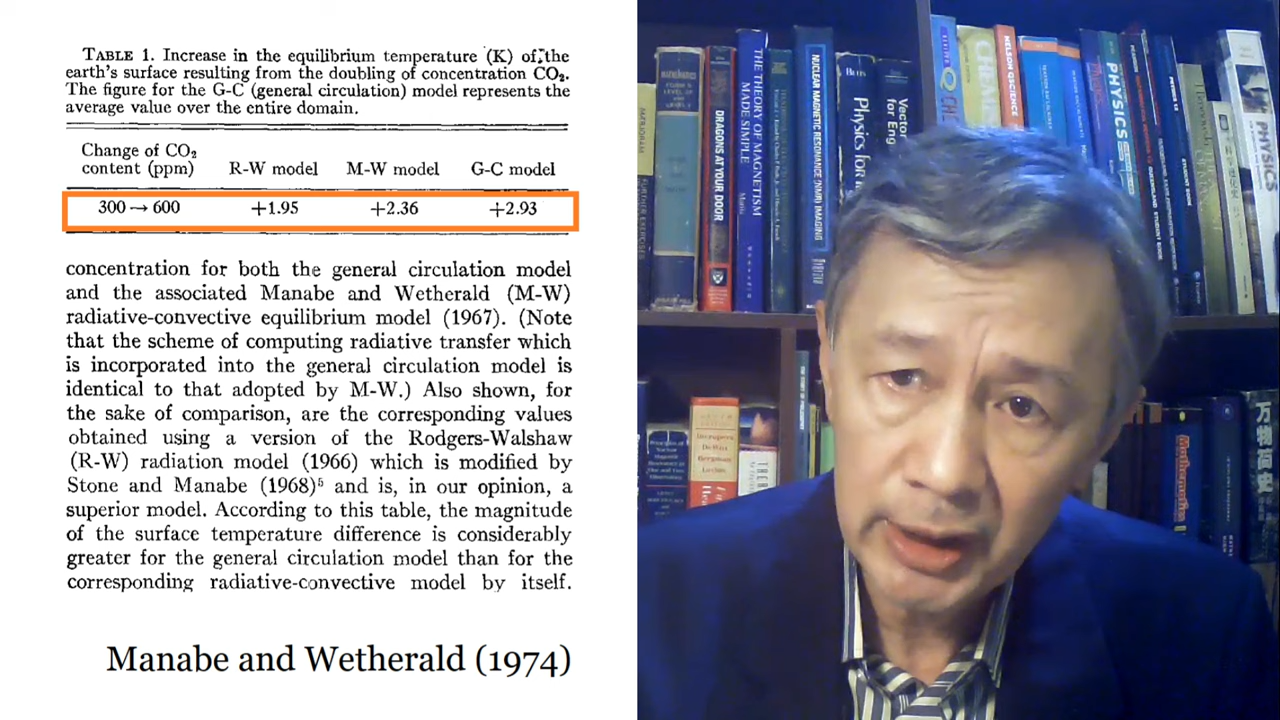 TABLE 1. Increase in the equilibrium temperature (K) of the
earth's surface resulting from the doubling of concentration CO₂.
The figure for the G-C (general circulation) model represents the
average value over the entire domain.
Change of CO₂
content (ppm) R-W model M-W model G-C model
300 → 600 +1.95 +2.36 +2.93
concentration for both the general circulation model
and the associated Manabe and Wetherald (M-W)
radiative-convective equilibrium model (1967). (Note
that the scheme of computing radiative transfer which
is incorporated into the general circulation model is
identical to that adopted by M-W.) Also shown, for
the sake of comparison, are the corresponding values
obtained using a version of the Rodgers-Walshaw
(R-W) radiation model (1966) which is modified by
Stone and Manabe (1968)⁵ and is, in our opinion, a
superior model. According to this table, the magnitude
of the surface temperature difference is considerably
greater for the general circulation model than for the
corresponding radiative-convective model by itself.
Manabe and Wetherald (1974)
DRAGONS AT YOUR DOOR
THE THEORY OF MAGNETISM
MADE SIMPLE
Mattis
NUCLEAR MAGNETIC RESONANCE (NMR) IMAGING
Physics for
Vector
for Eng
NELSON QSCIENCE
PHYSICS
PHYSICS
Mathematics